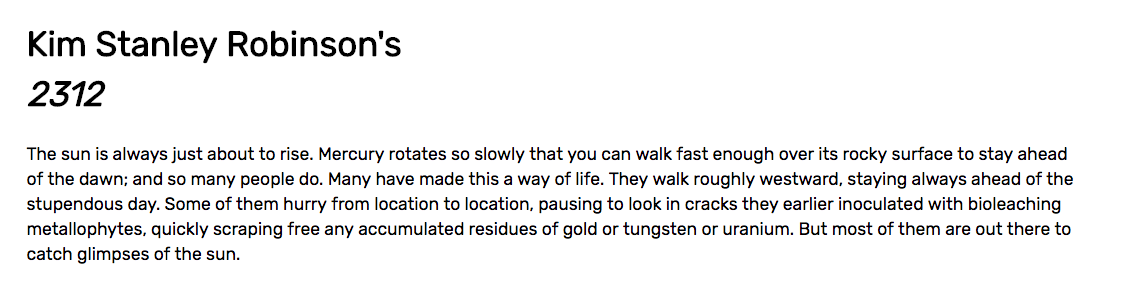 Kim Stanley Robinson's
2312
The sun is always just about to rise. Mercury rotates so slowly that you can walk fast enough over its rocky surface to stay ahead
of the dawn; and so many people do. Many have made this a way of life. They walk roughly westward, staying always ahead of the
stupendous day. Some of them hurry from location to location, pausing to look in cracks they earlier inoculated with bioleaching
metallophytes, quickly scraping free any accumulated residues of gold or tungsten or uranium. But most of them are out there to
catch glimpses of the sun.